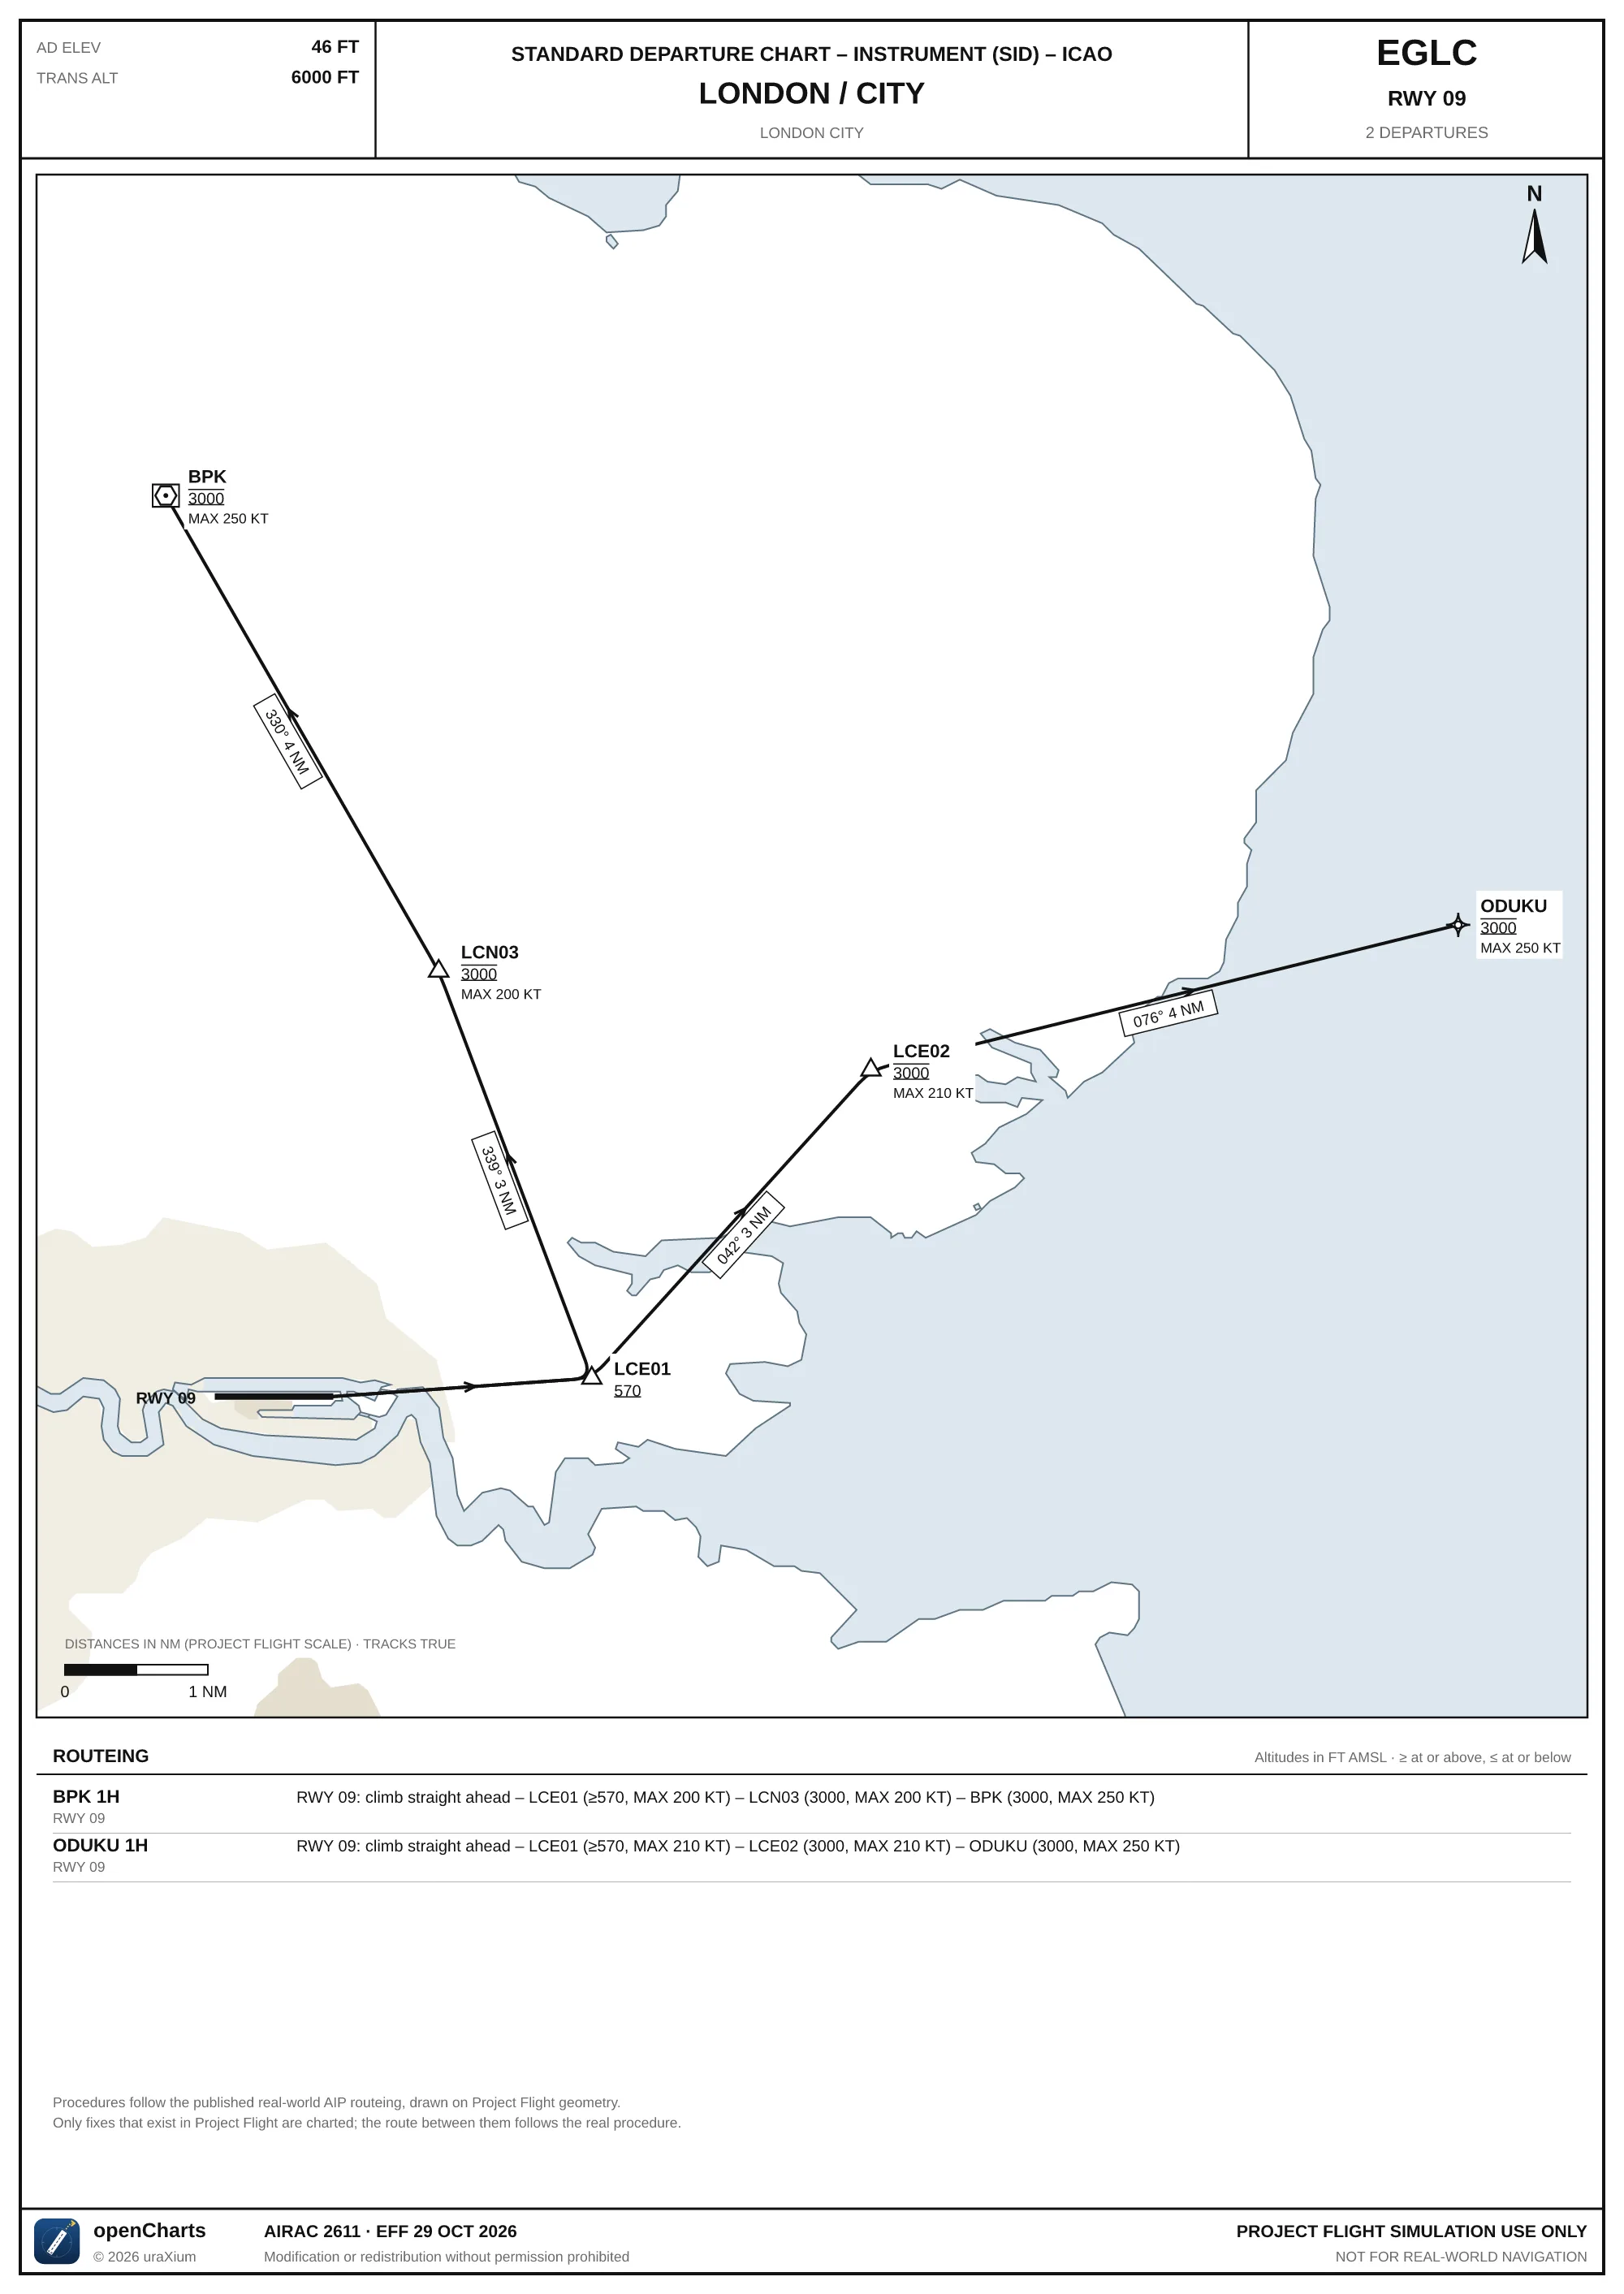 AD ELEV 46 FT
TRANS ALT 6000 FT
STANDARD DEPARTURE CHART – INSTRUMENT (SID) – ICAO
LONDON / CITY
LONDON CITY
EGLC
RWY 09
2 DEPARTURES
N
BPK
3000
MAX 250 KT
330° 4 NM
LCN03
3000
MAX 200 KT
ODUKU
3000
MAX 250 KT
076° 4 NM
LCE02
3000
MAX 210 KT
339° 3 NM
042° 3 NM
LCE01
570
RWY 09
DISTANCES IN NM (PROJECT FLIGHT SCALE) · TRACKS TRUE
0 1 NM
ROUTEING
Altitudes in FT AMSL · ≥ at or above, ≤ at or below
BPK 1H RWY 09: climb straight ahead – LCE01 (≥570, MAX 200 KT) – LCN03 (3000, MAX 200 KT) – BPK (3000, MAX 250 KT)
RWY 09
ODUKU 1H RWY 09: climb straight ahead – LCE01 (≥570, MAX 210 KT) – LCE02 (3000, MAX 210 KT) – ODUKU (3000, MAX 250 KT)
RWY 09
Procedures follow the published real-world AIP routeing, drawn on Project Flight geometry.
Only fixes that exist in Project Flight are charted; the route between them follows the real procedure.
openCharts
© 2026 uraXium
AIRAC 2611 · EFF 29 OCT 2026
Modification or redistribution without permission prohibited
PROJECT FLIGHT SIMULATION USE ONLY
NOT FOR REAL-WORLD NAVIGATION